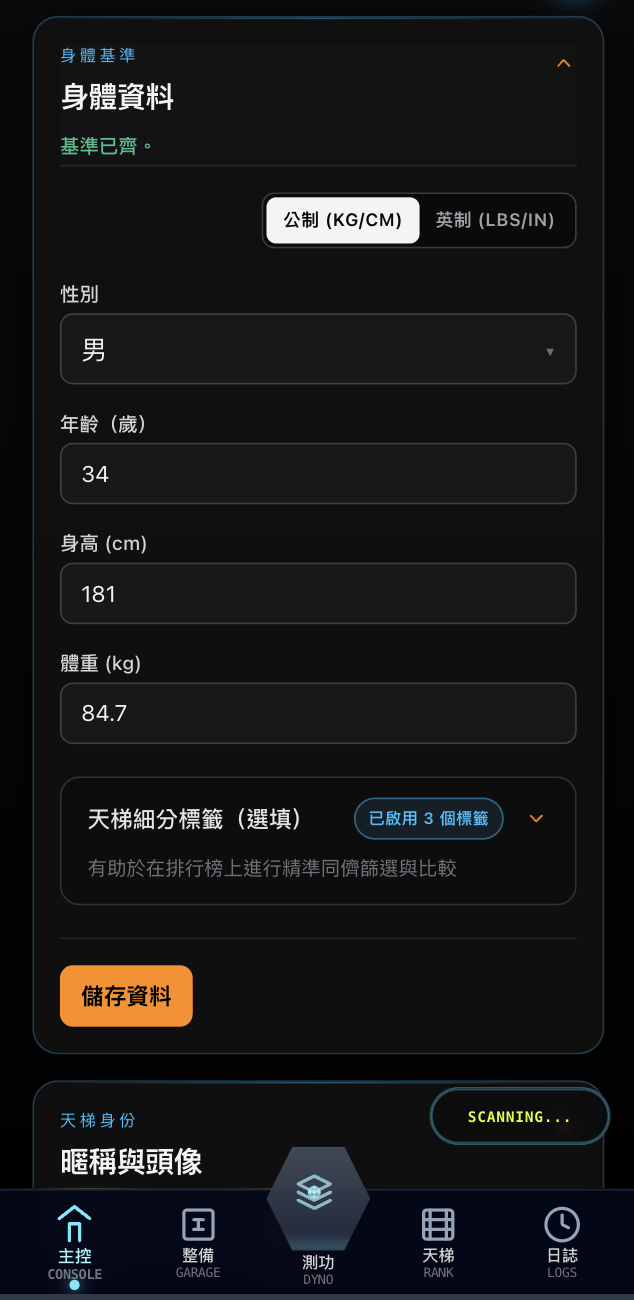 身體基準
身體資料
基準已齊。
公制 (KG/CM) 英制 (LBS/IN)
性別
男
年齡（歲）
34
身高 (cm)
181
體重 (kg)
84.7
天梯細分標籤（選填） 已啟用 3 個標籤
有助於在排行榜上進行精準同儕篩選與比較
儲存資料
天梯身份
SCANNING...
暱稱與頭像
主控 整備 測功 天梯 日誌
CONSOLE GARAGE DYNO RANK LOGS